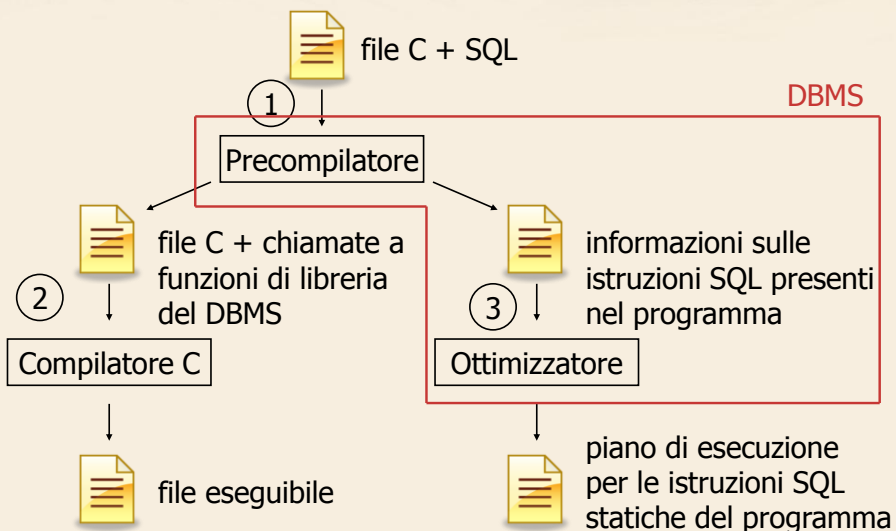 file C + SQL
1
DBMS
Precompilatore
file C + chiamate a
funzioni di libreria
del DBMS
informazioni sulle
istruzioni SQL presenti
nel programma
2
3
Compilatore C
Ottimizzatore
file eseguibile
piano di esecuzione
per le istruzioni SQL
statiche del programma